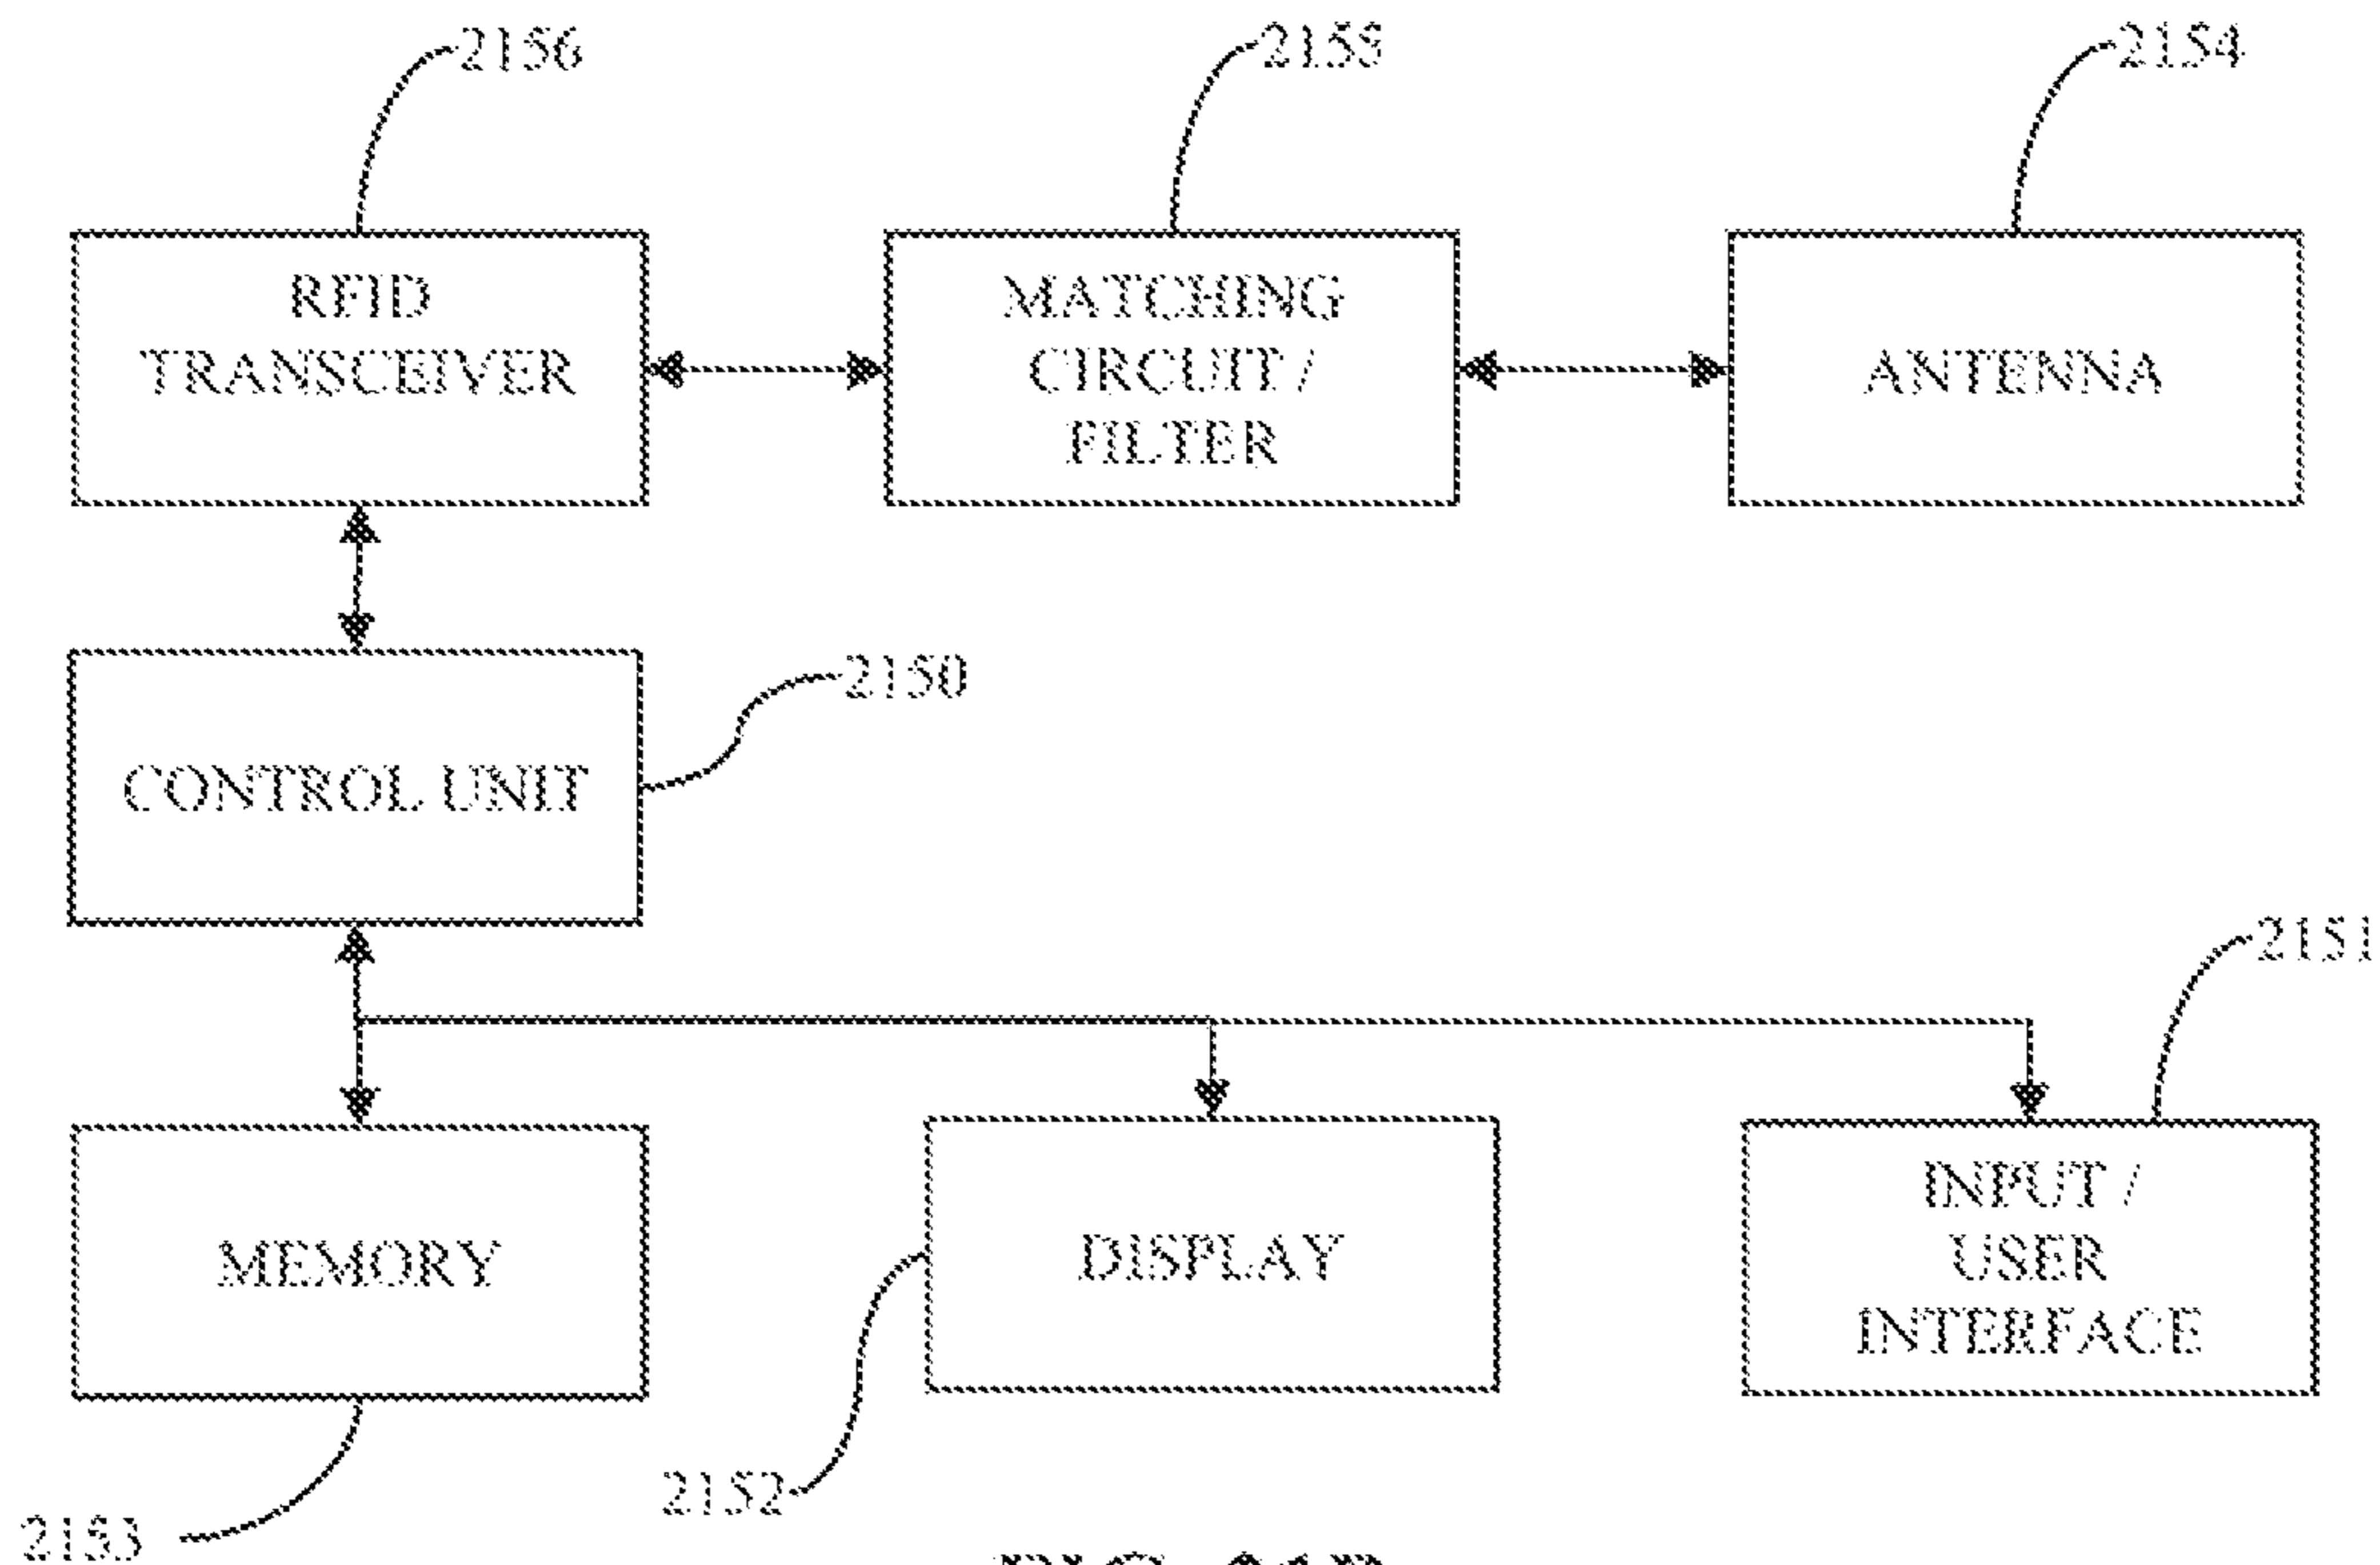 2156
2155
2154
RFID
TRANSCEIVER
MATCHING
CIRCUIT /
FILTER
ANTENNA
2150
CONTROL UNIT
2151
MEMORY
DISPLAY
INPUT /
USER
INTERFACE
2152
2153